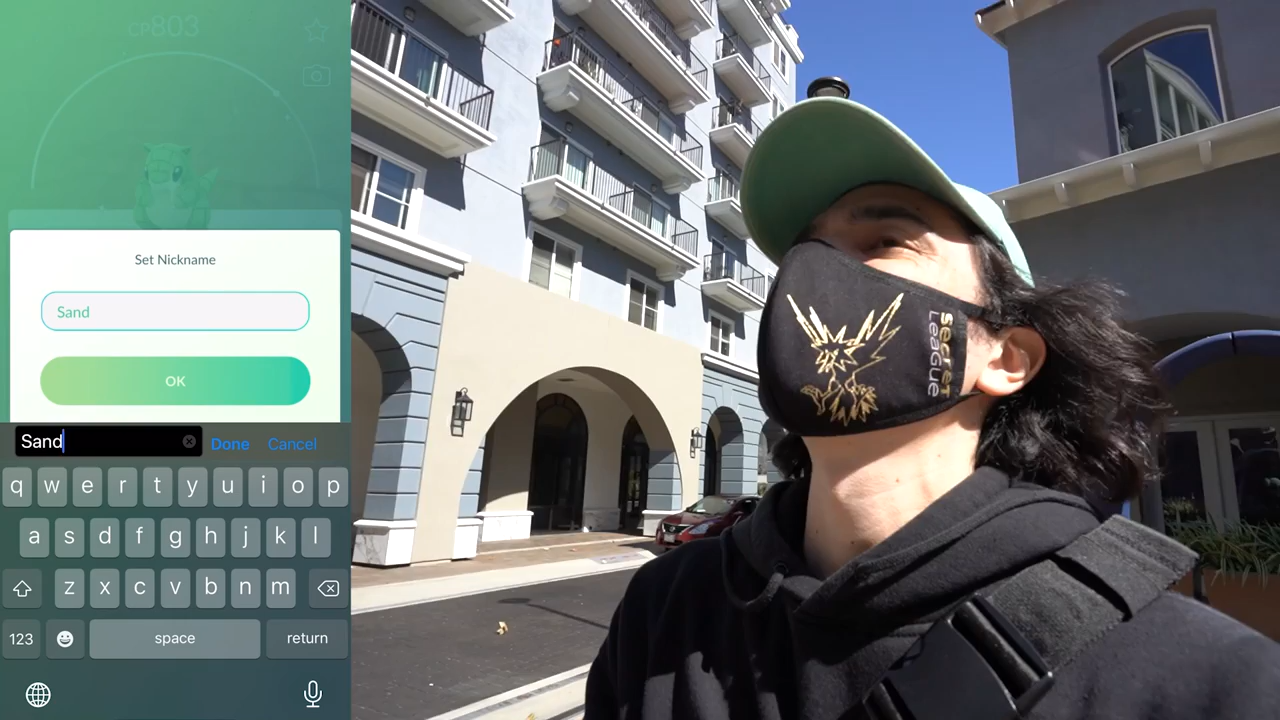 CP803
Set Nickname
Sand
OK
Sand
Done
Cancel
q w e r t y u i o p
a s d f g h j k l
z x c v b n m
123
space
return
SECRET
LEAGUE